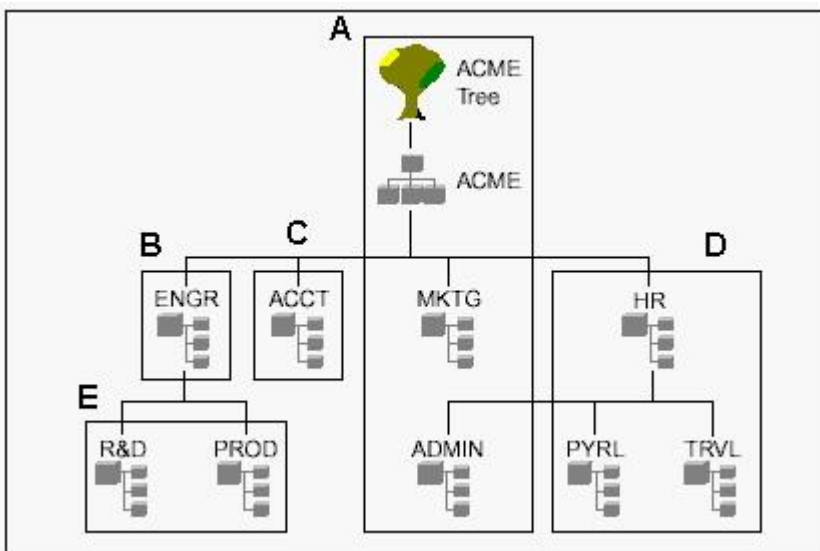 A
ACME
Tree
ACME
B
C
D
ENGR
ACCT
MKTG
HR
E
R&D
PROD
ADMIN
PYRL
TRVL